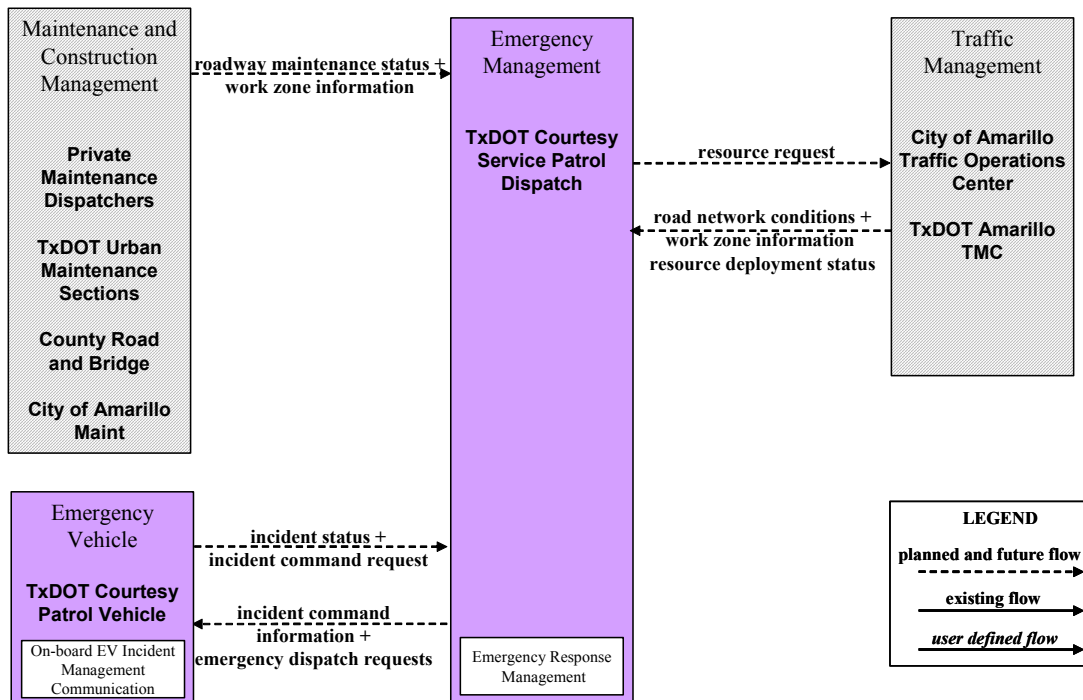 Maintenance and
Construction
Management
Private
Maintenance
Dispatchers
TxDOT Urban
Maintenance
Sections
County Road
and Bridge
City of Amarillo
Maint
roadway maintenance status +
work zone information
Emergency
Management
TxDOT Courtesy
Service Patrol
Dispatch
Emergency Response
Management
resource request
road network conditions +
work zone information
resource deployment status
Traffic
Management
City of Amarillo
Traffic Operations
Center
TxDOT Amarillo
TMC
Emergency
Vehicle
TxDOT Courtesy
Patrol Vehicle
On-board EV Incident
Management
Communication
incident status +
incident command request
incident command
information +
emergency dispatch requests
LEGEND
planned and future flow
existing flow
user defined flow